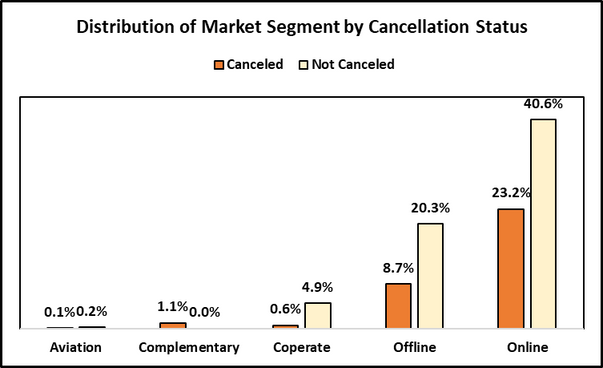 Distribution of Market Segment by Cancellation Status
Canceled Not Canceled
40.6%
23.2%
20.3%
8.7%
4.9%
0.1% 0.2% 1.1% 0.0% 0.6%
Aviation Complementary Coperate Offline Online